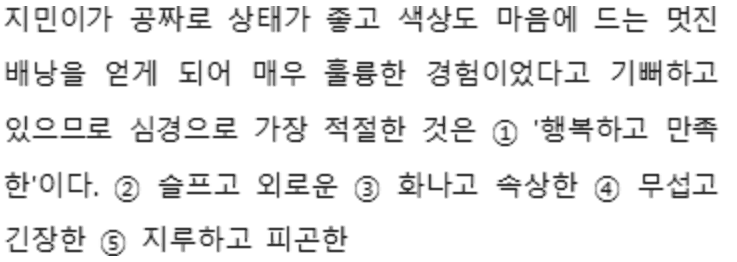 지민이가 공짜로 상태가 좋고 색상도 마음에 드는 멋진
배낭을 얻게 되어 매우 훌륭한 경험이었다고 기뻐하고
있으므로 심경으로 가장 적절한 것은 ① '행복하고 만족
한'이다. ② 슬프고 외로운 ③ 화나고 속상한 ④ 무섭고
긴장한 ⑤ 지루하고 피곤한